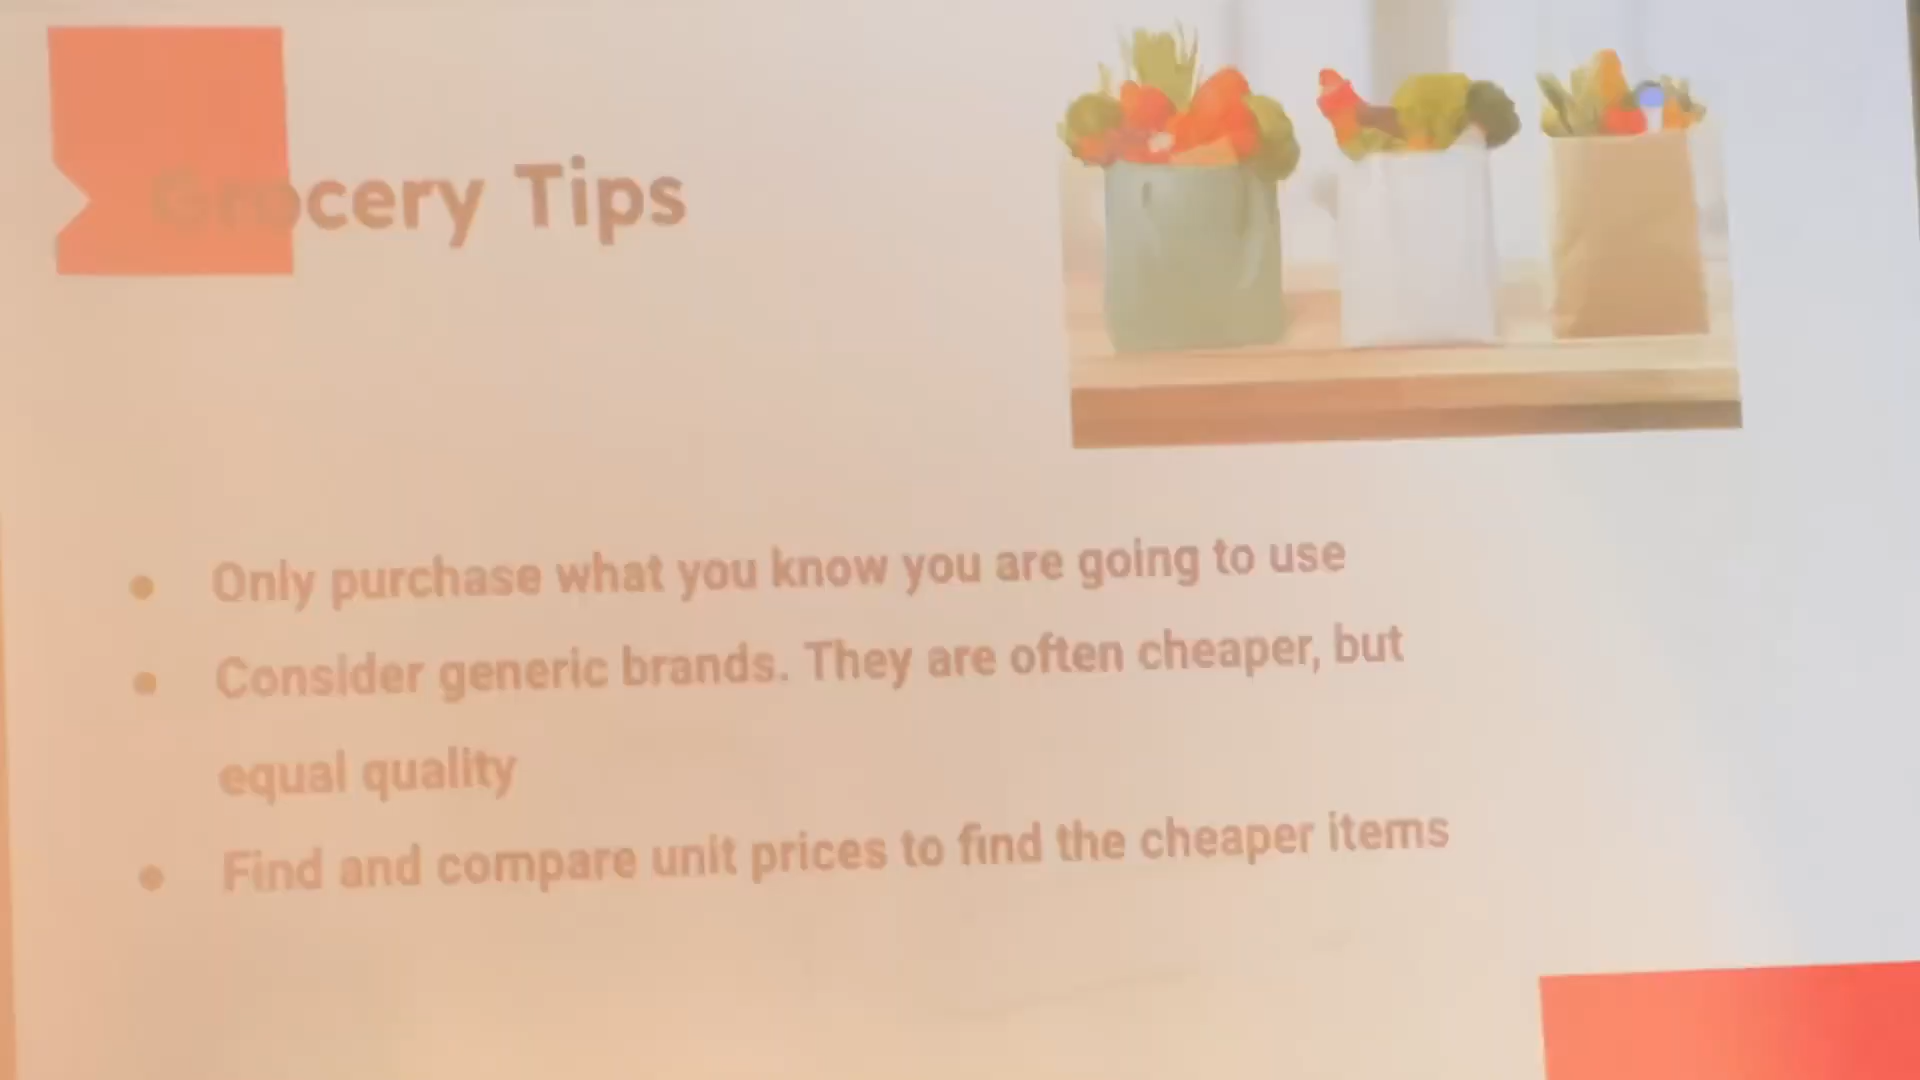 Grocery Tips
Only purchase what you know you are going to use
Consider generic brands. They are often cheaper, but
equal quality
Find and compare unit prices to find the cheaper items